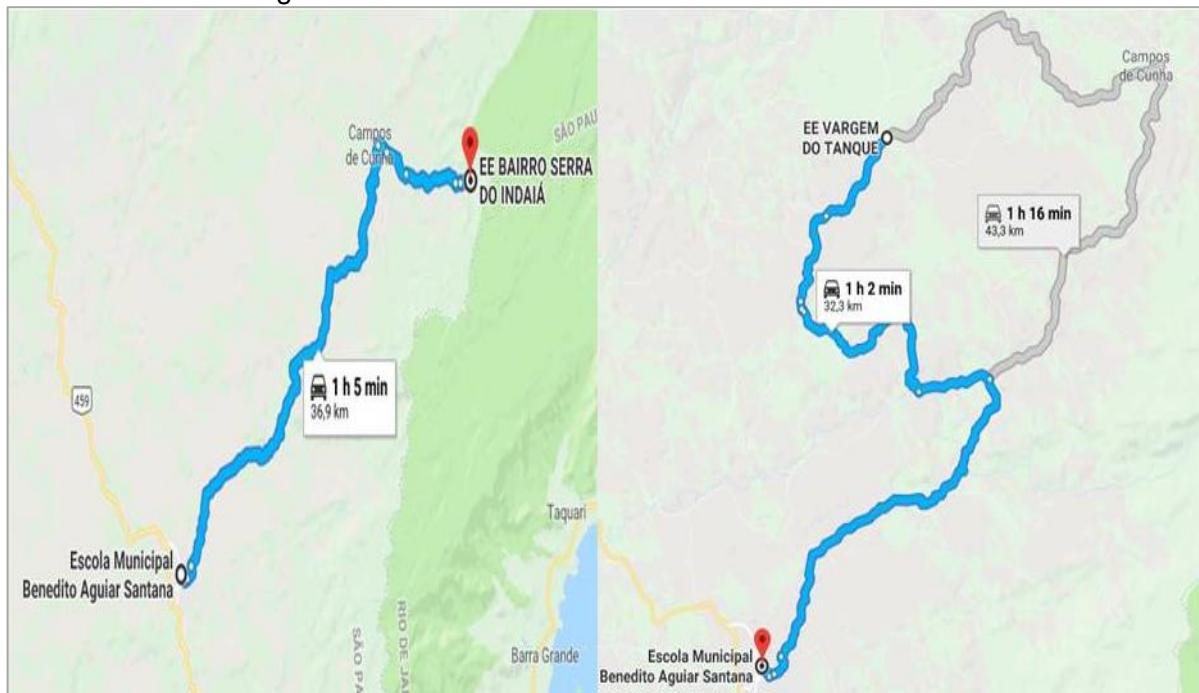 Campos
de Cunha
SÃO PAU
EE BAIRRO SERRA
DO INDAIÁ
1 h 5 min
36,9 km
459
Escola Municipal
Benedito Aguiar Santana
Taquari
SÃO PA
RIO DE JAN
Barra Grande
Campos
de Cunha
EE VARGEM
DO TANQUE
1 h 16 min
43,3 km
1 h 2 min
32,3 km
Escola Municipal
Benedito Aguiar Santana